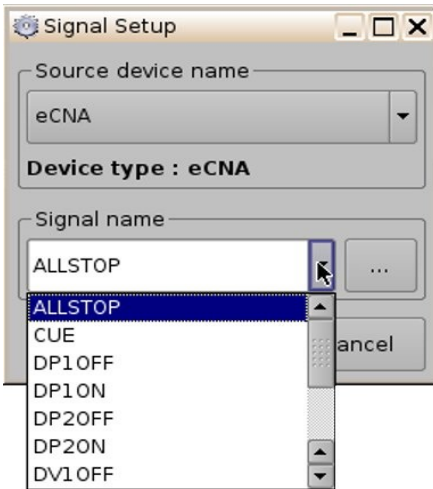 Signal Setup
Source device name
eCNA
Device type : eCNA
Signal name
ALLSTOP
...
ALLSTOP
ancel
CUE
DP1OFF
DP1ON
DP2OFF
DP2ON
DV1OFF